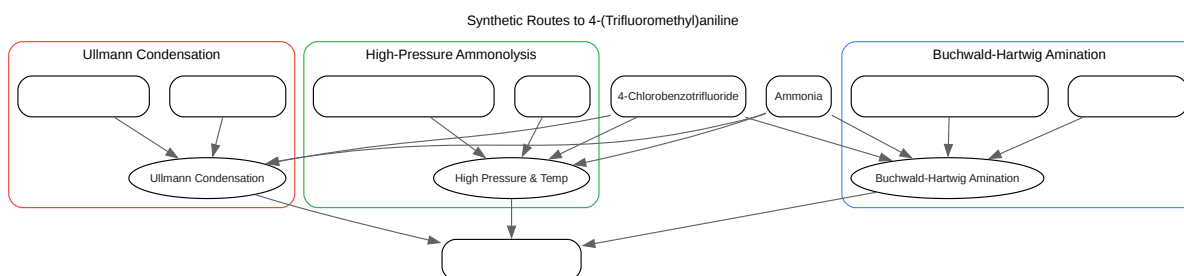 Synthetic Routes to 4-(Trifluoromethyl)aniline
Ullmann Condensation
High-Pressure Ammonolysis
Buchwald-Hartwig Amination
4-Chlorobenzotrifluoride
Ammonia
Ullmann Condensation
High Pressure & Temp
Buchwald-Hartwig Amination